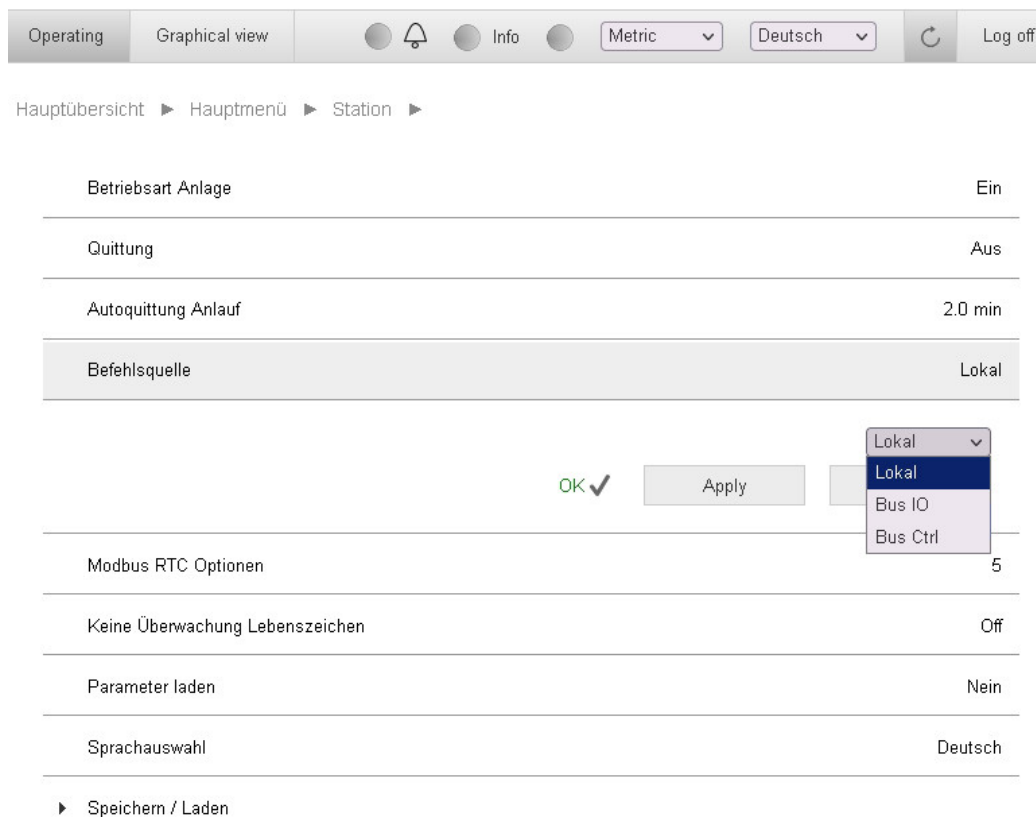 Operating Graphical view Info Metric Deutsch Log off
Hauptübersicht ► Hauptmenü ► Station ►
Betriebsart Anlage Ein
Quittung Aus
Autoquittung Anlauf 2.0 min
Befehlsquelle Lokal
Lokal
OK Apply
Lokal
Bus IO
Bus Ctrl
Modbus RTC Optionen 5
Keine Überwachung Lebenszeichen Off
Parameter laden Nein
Sprachauswahl Deutsch
Speichern / Laden